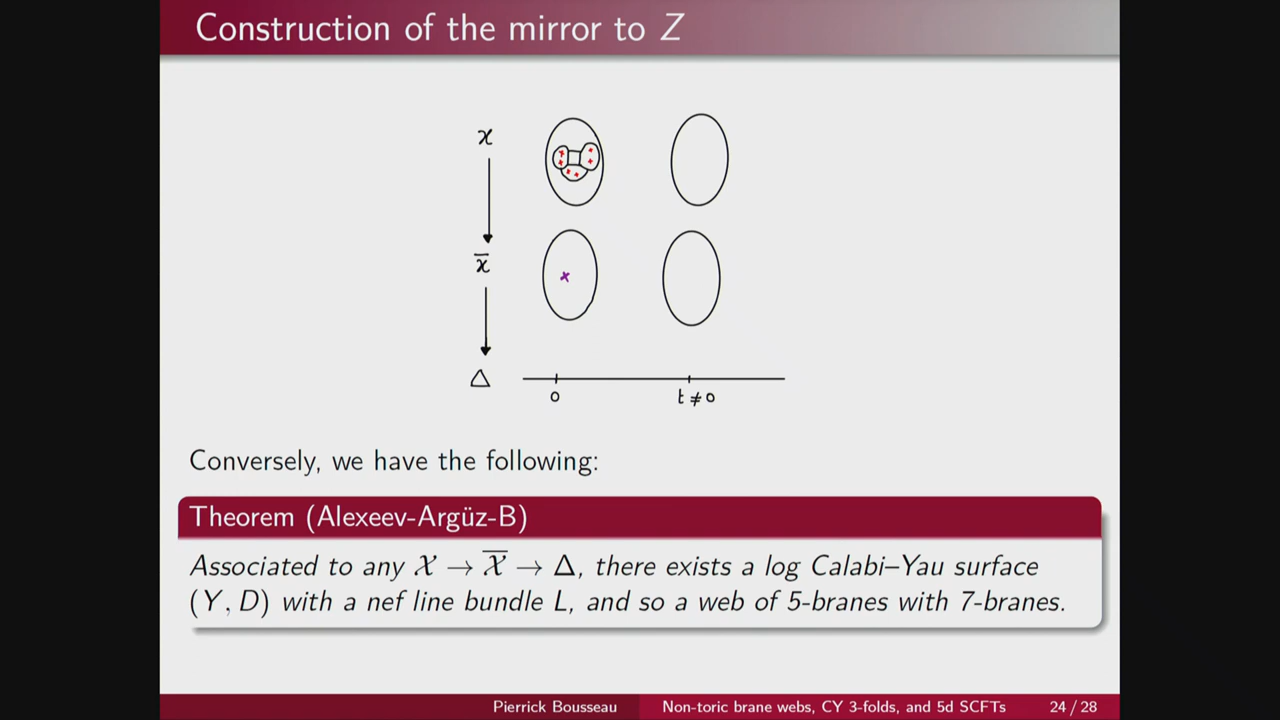 Construction of the mirror to Z
𝒳
𝒳̅
Δ
0
t ≠ 0
Conversely, we have the following:
Theorem (Alexeev-Argüz-B)
Associated to any 𝒳 → 𝒳̅ → Δ, there exists a log Calabi–Yau surface
(Y, D) with a nef line bundle L, and so a web of 5-branes with 7-branes.
Pierrick Bousseau Non-toric brane webs, CY 3-folds, and 5d SCFTs 24 / 28